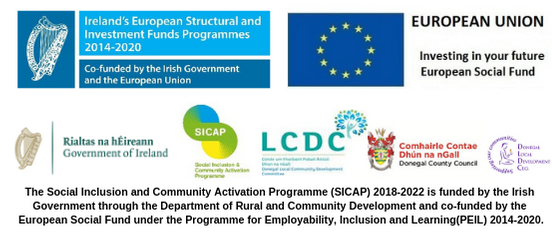 Ireland's European Structural and
Investment Funds Programmes
2014-2020
Co-funded by the Irish Government
and the European Union
EUROPEAN UNION
Investing in your future
European Social Fund
Rialtas na hÉireann
Government of Ireland
SICAP
Social Inclusion &
Community Activation
Programme
LCDC
Donegal Local Community Development
Committee
Comhairle Contae
Dhún na nGall
Donegal County Council
Donegal
Local
Development
CLG.
The Social Inclusion and Community Activation Programme (SICAP) 2018-2022 is funded by the Irish
Government through the Department of Rural and Community Development and co-funded by the
European Social Fund under the Programme for Employability, Inclusion and Learning(PEIL) 2014-2020.